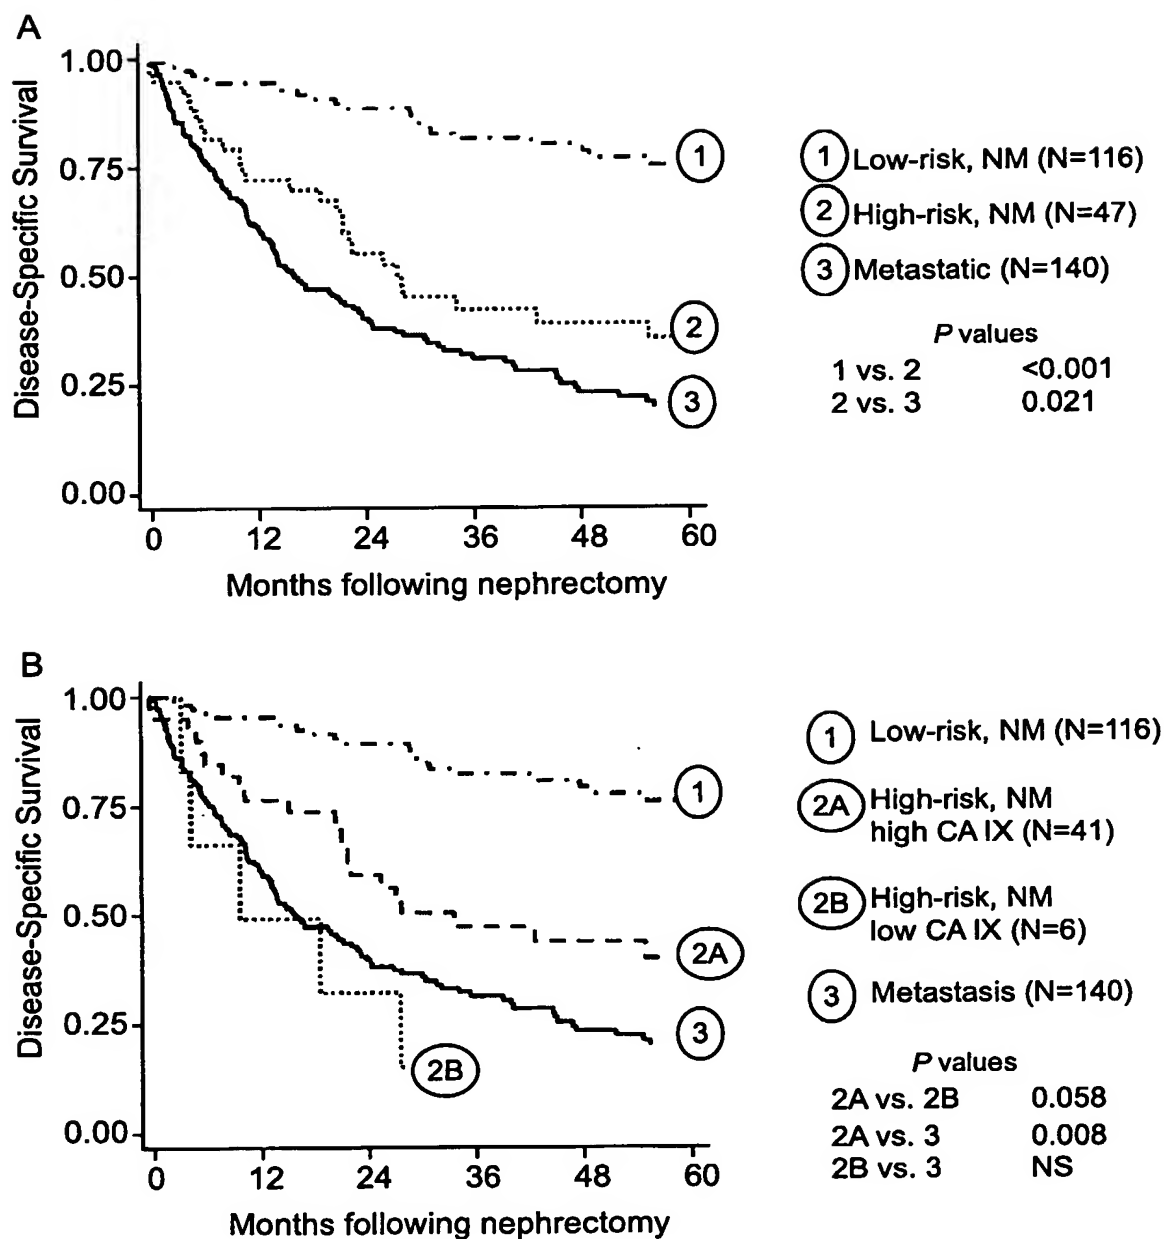 A
Disease-Specific Survival
1.00
0.75
0.50
0.25
0.00
0 12 24 36 48 60
Months following nephrectomy
1
2
3
1 Low-risk, NM (N=116)
2 High-risk, NM (N=47)
3 Metastatic (N=140)
P values
1 vs. 2 <0.001
2 vs. 3 0.021
B
Disease-Specific Survival
1.00
0.75
0.50
0.25
0.00
0 12 24 36 48 60
Months following nephrectomy
1
2A
3
2B
1 Low-risk, NM (N=116)
2A High-risk, NM
high CA IX (N=41)
2B High-risk, NM
low CA IX (N=6)
3 Metastasis (N=140)
P values
2A vs. 2B 0.058
2A vs. 3 0.008
2B vs. 3 NS